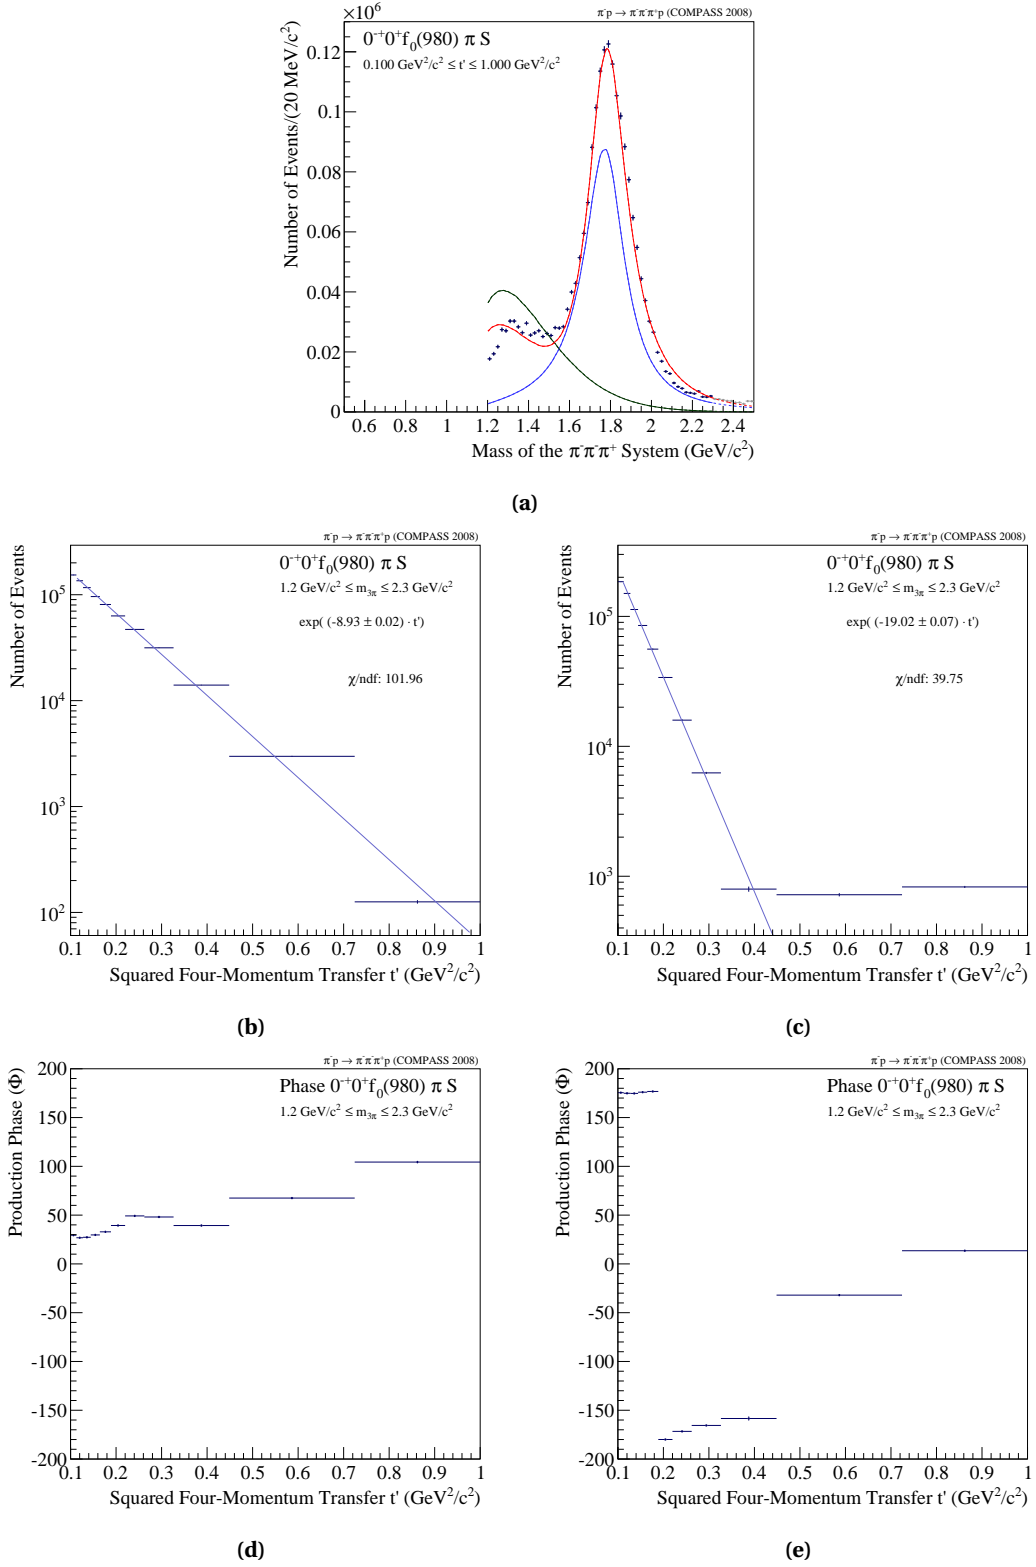 ×10⁶
π⁻p → π⁻π⁻π⁺p (COMPASS 2008)
0⁻⁺0⁺f₀(980) π S
0.100 GeV²/c² ≤ t' ≤ 1.000 GeV²/c²
Number of Events/(20 MeV/c²)
0.12
0.1
0.08
0.06
0.04
0.02
0
0.6 0.8 1 1.2 1.4 1.6 1.8 2 2.2 2.4
Mass of the π⁻π⁻π⁺ System (GeV/c²)
(a)
π⁻p → π⁻π⁻π⁺p (COMPASS 2008)
0⁻⁺0⁺f₀(980) π S
1.2 GeV/c² ≤ m₃π ≤ 2.3 GeV/c²
exp( (-8.93 ± 0.02) · t')
χ/ndf: 101.96
Number of Events
10⁵
10⁴
10³
10²
0.1 0.2 0.3 0.4 0.5 0.6 0.7 0.8 0.9 1
Squared Four-Momentum Transfer t' (GeV²/c²)
(b)
π⁻p → π⁻π⁻π⁺p (COMPASS 2008)
0⁻⁺0⁺f₀(980) π S
1.2 GeV/c² ≤ m₃π ≤ 2.3 GeV/c²
exp( (-19.02 ± 0.07) · t')
χ/ndf: 39.75
Number of Events
10⁵
10⁴
10³
0.1 0.2 0.3 0.4 0.5 0.6 0.7 0.8 0.9 1
Squared Four-Momentum Transfer t' (GeV²/c²)
(c)
π⁻p → π⁻π⁻π⁺p (COMPASS 2008)
Phase 0⁻⁺0⁺f₀(980) π S
1.2 GeV/c² ≤ m₃π ≤ 2.3 GeV/c²
Production Phase (Φ)
200
150
100
50
0
-50
-100
-150
-200
0.1 0.2 0.3 0.4 0.5 0.6 0.7 0.8 0.9 1
Squared Four-Momentum Transfer t' (GeV²/c²)
(d)
π⁻p → π⁻π⁻π⁺p (COMPASS 2008)
Phase 0⁻⁺0⁺f₀(980) π S
1.2 GeV/c² ≤ m₃π ≤ 2.3 GeV/c²
Production Phase (Φ)
200
150
100
50
0
-50
-100
-150
-200
0.1 0.2 0.3 0.4 0.5 0.6 0.7 0.8 0.9 1
Squared Four-Momentum Transfer t' (GeV²/c²)
(e)